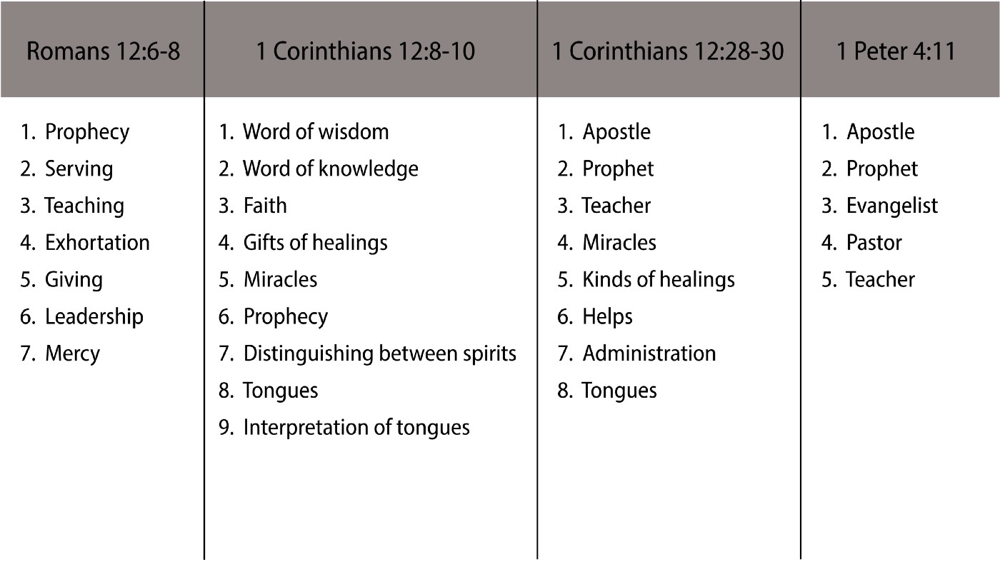 Romans 12:6-8
1. Prophecy
2. Serving
3. Teaching
4. Exhortation
5. Giving
6. Leadership
7. Mercy
1 Corinthians 12:8-10
1. Word of wisdom
2. Word of knowledge
3. Faith
4. Gifts of healings
5. Miracles
6. Prophecy
7. Distinguishing between spirits
8. Tongues
9. Interpretation of tongues
1 Corinthians 12:28-30
1. Apostle
2. Prophet
3. Teacher
4. Miracles
5. Kinds of healings
6. Helps
7. Administration
8. Tongues
1 Peter 4:11
1. Apostle
2. Prophet
3. Evangelist
4. Pastor
5. Teacher